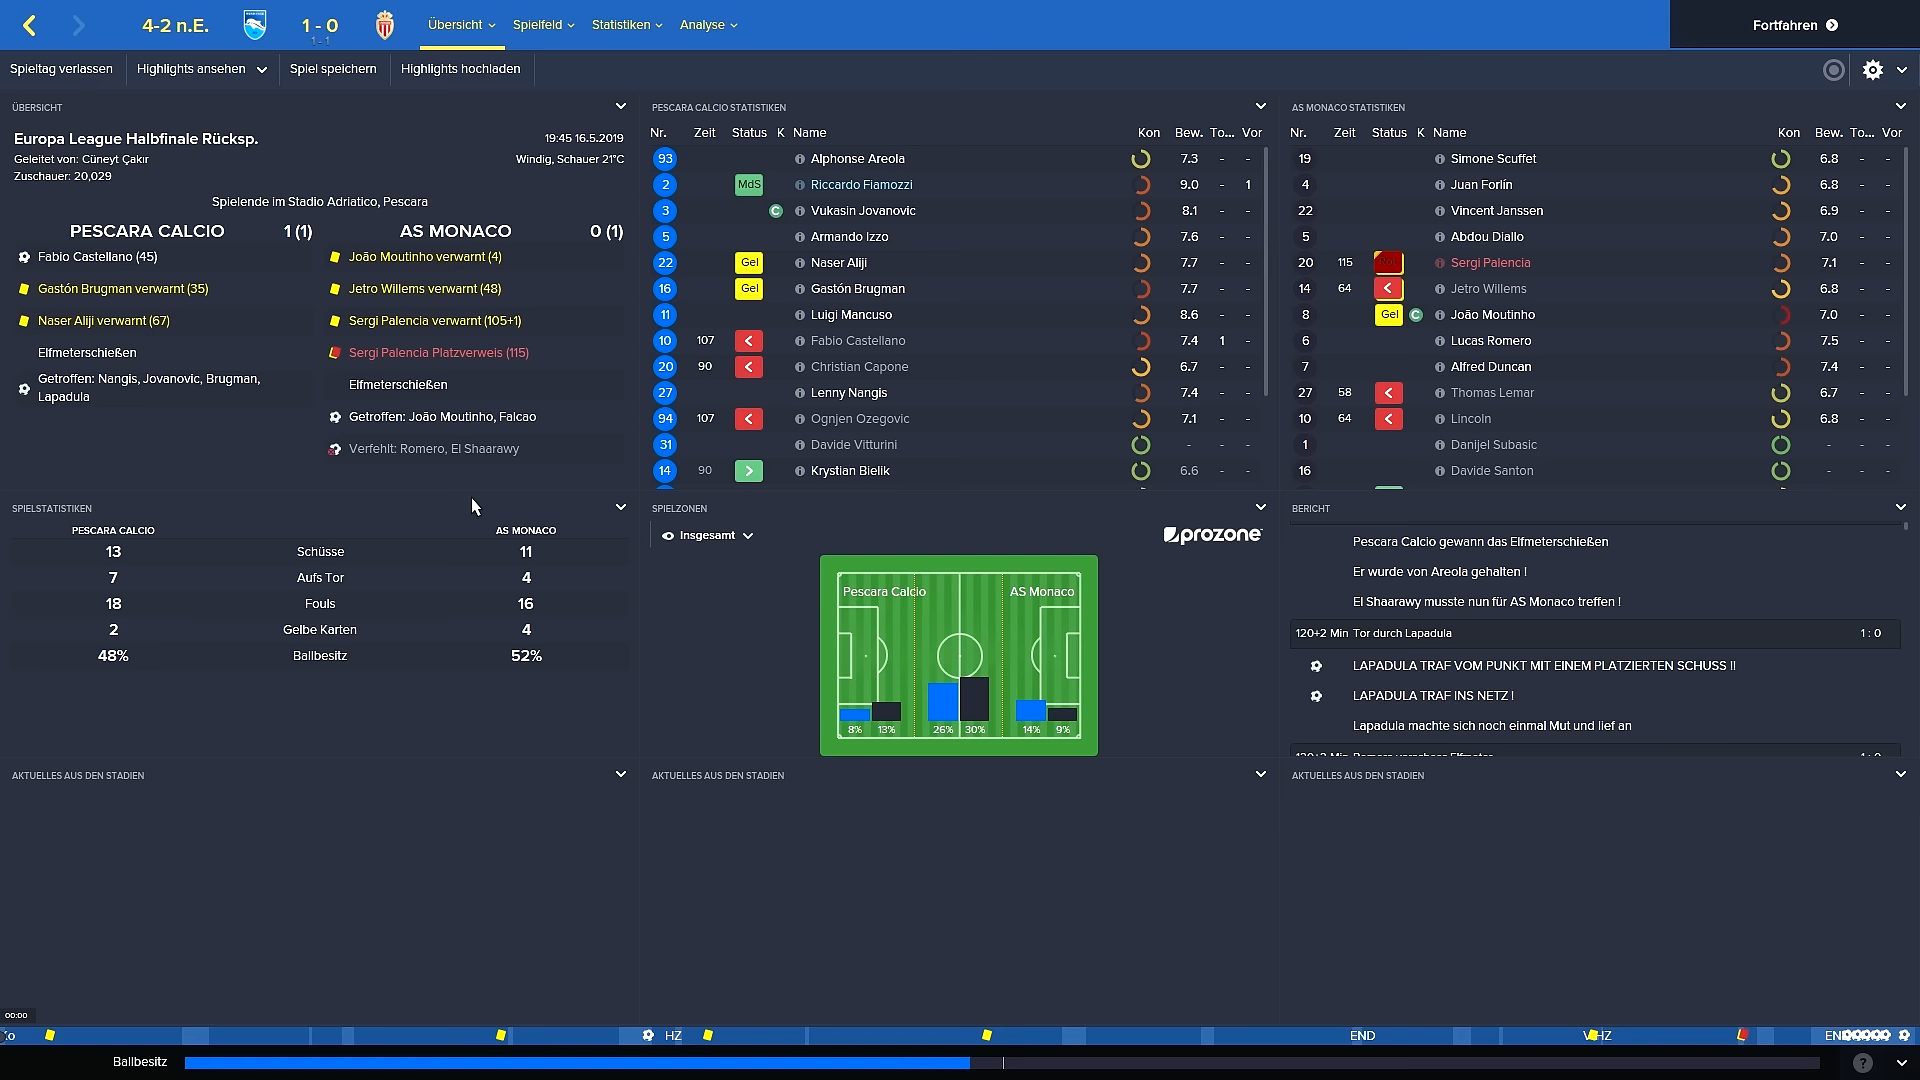 4-2 n.E.
1 - 0
1 - 1
Übersicht
Spielfeld
Statistiken
Analyse
Fortfahren
Spieltag verlassen
Highlights ansehen
Spiel speichern
Highlights hochladen
ÜBERSICHT
Europa League Halbfinale Rücksp.
19:45 16.5.2019
Geleitet von: Cüneyt Çakır
Windig, Schauer 21°C
Zuschauer: 20,029
Spielende im Stadio Adriatico, Pescara
PESCARA CALCIO 1 (1)
AS MONACO 0 (1)
Fabio Castellano (45)
Gastón Brugman verwarnt (35)
Naser Aliji verwarnt (67)
Elfmeterschießen
Getroffen: Nangis, Jovanovic, Brugman,
Lapadula
João Moutinho verwarnt (4)
Jetro Willems verwarnt (48)
Sergi Palencia verwarnt (105+1)
Sergi Palencia Platzverweis (115)
Elfmeterschießen
Getroffen: João Moutinho, Falcao
Verfehlt: Romero, El Shaarawy
PESCARA CALCIO STATISTIKEN
Nr. Zeit Status K Name Kon Bew. To... Vor
93 Alphonse Areola 7.3 - -
2 MdS Riccardo Fiamozzi 9.0 - 1
3 C Vukasin Jovanovic 8.1 - -
5 Armando Izzo 7.6 - -
22 Gel Naser Aliji 7.7 - -
16 Gel Gastón Brugman 7.7 - -
11 Luigi Mancuso 8.6 - -
10 107 Fabio Castellano 7.4 1 -
20 90 Christian Capone 6.7 - -
27 Lenny Nangis 7.4 - -
94 107 Ognjen Ozegovic 7.1 - -
31 Davide Vitturini - - -
14 90 Krystian Bielik 6.6 - -
AS MONACO STATISTIKEN
Nr. Zeit Status K Name Kon Bew. To... Vor
19 Simone Scuffet 6.8 - -
4 Juan Forlín 6.8 - -
22 Vincent Janssen 6.9 - -
5 Abdou Diallo 7.0 - -
20 115 Sergi Palencia 7.1 - -
14 64 Jetro Willems 6.8 - -
8 Gel C João Moutinho 7.0 - -
6 Lucas Romero 7.5 - -
7 Alfred Duncan 7.4 - -
27 58 Thomas Lemar 6.7 - -
10 64 Lincoln 6.8 - -
1 Danijel Subasic - - -
16 Davide Santon - - -
SPIELSTATISTIKEN
PESCARA CALCIO AS MONACO
13 Schüsse 11
7 Aufs Tor 4
18 Fouls 16
2 Gelbe Karten 4
48% Ballbesitz 52%
SPIELZONEN
Insgesamt
prozone
Pescara Calcio AS Monaco
8% 13% 26% 30% 14% 9%
BERICHT
Pescara Calcio gewann das Elfmeterschießen
Er wurde von Areola gehalten !
El Shaarawy musste nun für AS Monaco treffen !
120+2 Min Tor durch Lapadula 1 : 0
LAPADULA TRAF VOM PUNKT MIT EINEM PLATZIERTEN SCHUSS !!
LAPADULA TRAF INS NETZ !
Lapadula machte sich noch einmal Mut und lief an
AKTUELLES AUS DEN STADIEN
AKTUELLES AUS DEN STADIEN
AKTUELLES AUS DEN STADIEN
00:00
HZ
END
Ballbesitz
?